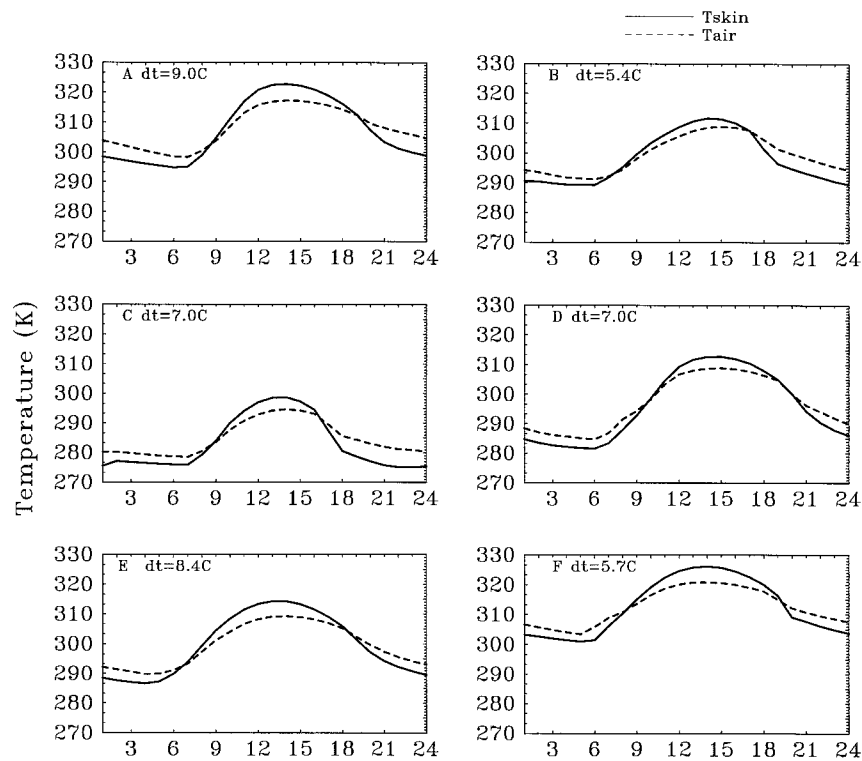 Tskin
Tair
A dt=9.0C
330
320
310
300
290
280
270
3 6 9 12 15 18 21 24
B dt=5.4C
330
320
310
300
290
280
270
3 6 9 12 15 18 21 24
Temperature (K)
C dt=7.0C
330
320
310
300
290
280
270
3 6 9 12 15 18 21 24
D dt=7.0C
330
320
310
300
290
280
270
3 6 9 12 15 18 21 24
E dt=8.4C
330
320
310
300
290
280
270
3 6 9 12 15 18 21 24
F dt=5.7C
330
320
310
300
290
280
270
3 6 9 12 15 18 21 24